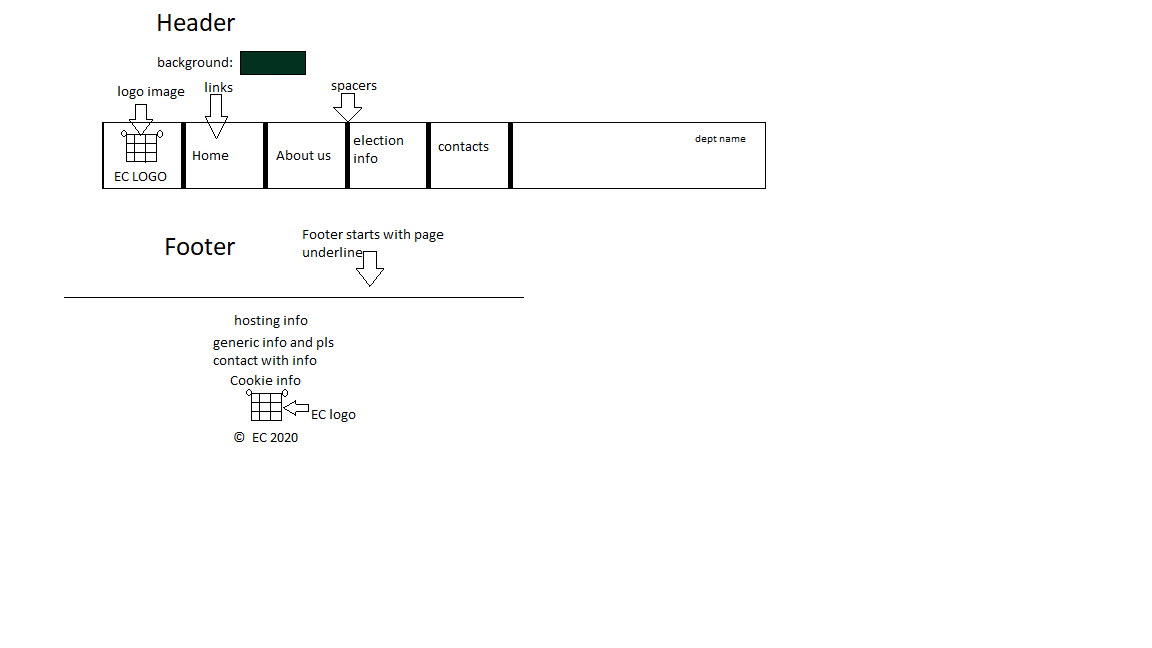 Header
background:
logo image
links
spacers
EC LOGO
Home
About us
election
info
contacts
dept name
Footer
Footer starts with page
underline
hosting info
generic info and pls
contact with info
Cookie info
EC logo
© EC 2020